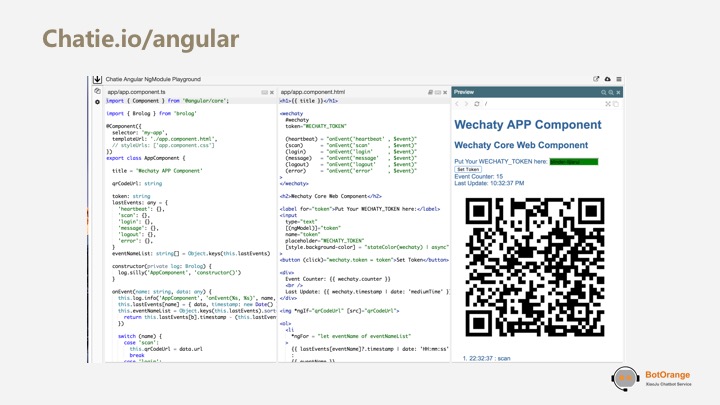 Chatie.io/angular
Chatie Angular NgModule Playground
app/app.component.ts
import { Component } from '@angular/core';
import { Brolog } from 'brolog'
@Component({
selector: 'my-app',
templateUrl: './app.component.html',
// styleUrls: ['app.component.css']
})
export class AppComponent {
title = 'Wechaty APP Component'
qrCodeUrl: string
token: string
lastEvents: any = {
'heartbeat': {},
'scan': {},
'login': {},
'message': {},
'logout': {},
'error': {},
}
eventNameList: string[] = Object.keys(this.lastEvents)
constructor(private log: Brolog) {
log.silly('AppComponent', 'constructor()')
}
onEvent(name: string, data: any) {
this.log.info('AppComponent', 'onEvent(%s, %s)', name,
this.lastEvents[name] = { data, timestamp: new Date()
this.eventNameList = Object.keys(this.lastEvents).sort
return this.lastEvents[b].timestamp - (this.lastEven
})
switch (name) {
case 'scan':
this.qrCodeUrl = data.url
break
case 'login':
app/app.component.html
<h1>{{ title }}</h1>
<wechaty
#wechaty
token="WECHATY_TOKEN"
(heartbeat) = "onEvent('heartbeat' , $event)"
(scan) = "onEvent('scan' , $event)"
(login) = "onEvent('login' , $event)"
(message) = "onEvent('message' , $event)"
(logout) = "onEvent('logout' , $event)"
(error) = "onEvent('error' , $event)"
>
</wechaty>
<h2>Wechaty Core Web Component</h2>
<label for="token">Put Your WECHATY_TOKEN here:</label>
<input
type="text"
[(ngModel)]="token"
name="token"
placeholder="WECHATY_TOKEN"
[style.background-color] = "stateColor(wechaty) | async"
>
<button (click)="wechaty.token = token">Set Token</button>
<div>
Event Counter: {{ wechaty.counter }}
<br />
Last Update: {{ wechaty.timestamp | date: 'mediumTime' }}
</div>
<img *ngIf="qrCodeUrl" [src]="qrCodeUrl">
<ol>
<li
*ngFor = "let eventName of eventNameList"
>
{{ lastEvents[eventName]?.timestamp | date: 'HH:mm:ss'
:
{{ eventName }}
Preview
/
Wechaty APP Component
Wechaty Core Web Component
Put Your WECHATY_TOKEN here:
Set Token
Event Counter: 15
Last Update: 10:32:37 PM
1. 22:32:37 : scan
BotOrange
Xiaoju Chatbot Service